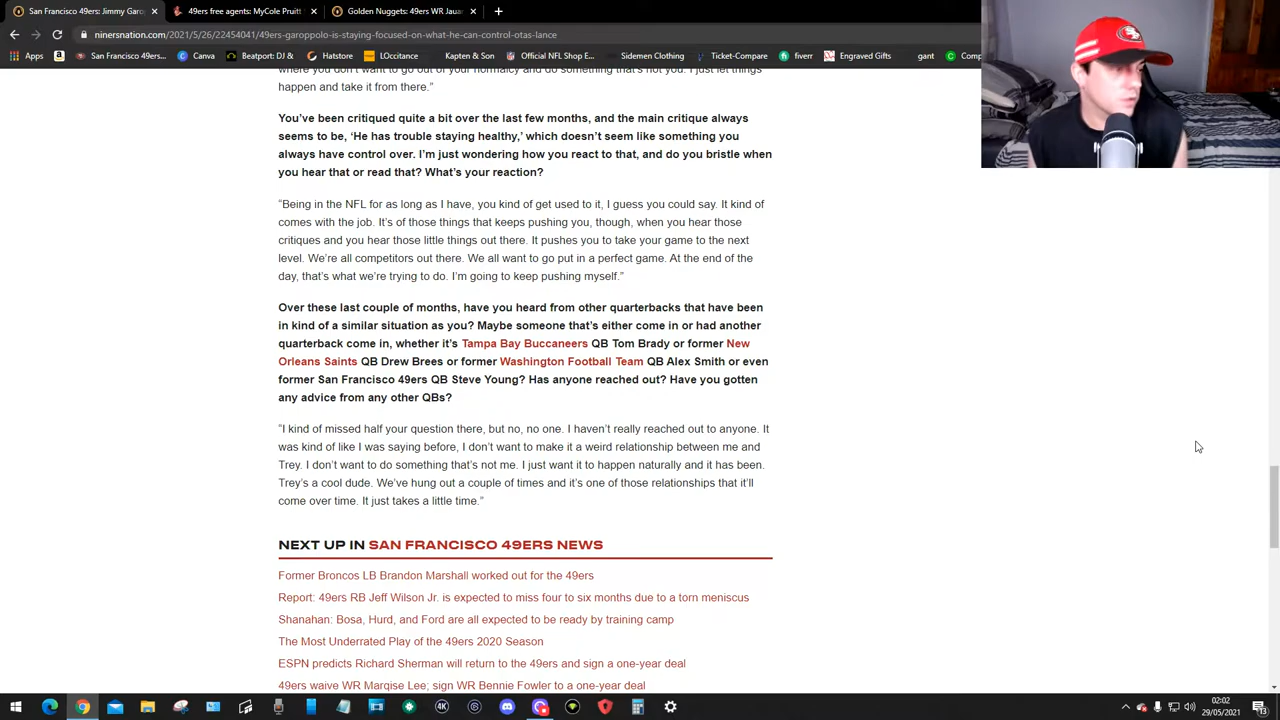 San Francisco 49ers: Jimmy Garop
49ers free agents: MyCole Pruitt
Golden Nuggets: 49ers WR Jauan
ninersnation.com/2021/5/26/22454041/49ers-garoppolo-is-staying-focused-on-what-he-can-control-otas-lance
Apps San Francisco 49ers... Canva Beatport: DJ & Hatstore LOccitane Kapten & Son Official NFL Shop E... Sidemen Clothing Ticket-Compare fiverr Engraved Gifts gant Comp
where you don't want to go out of your normalcy and do something that's not you. I just let things
happen and take it from there.”
You’ve been critiqued quite a bit over the last few months, and the main critique always
seems to be, ‘He has trouble staying healthy,’ which doesn’t seem like something you
always have control over. I’m just wondering how you react to that, and do you bristle when
you hear that or read that? What’s your reaction?
“Being in the NFL for as long as I have, you kind of get used to it, I guess you could say. It kind of
comes with the job. It’s of those things that keeps pushing you, though, when you hear those
critiques and you hear those little things out there. It pushes you to take your game to the next
level. We’re all competitors out there. We all want to go put in a perfect game. At the end of the
day, that’s what we’re trying to do. I’m going to keep pushing myself.”
Over these last couple of months, have you heard from other quarterbacks that have been
in kind of a similar situation as you? Maybe someone that’s either come in or had another
quarterback come in, whether it’s Tampa Bay Buccaneers QB Tom Brady or former New
Orleans Saints QB Drew Brees or former Washington Football Team QB Alex Smith or even
former San Francisco 49ers QB Steve Young? Has anyone reached out? Have you gotten
any advice from any other QBs?
“I kind of missed half your question there, but no, no one. I haven’t really reached out to anyone. It
was kind of like I was saying before, I don’t want to make it a weird relationship between me and
Trey. I don’t want to do something that’s not me. I just want it to happen naturally and it has been.
Trey’s a cool dude. We’ve hung out a couple of times and it’s one of those relationships that it’ll
come over time. It just takes a little time.”
NEXT UP IN SAN FRANCISCO 49ERS NEWS
Former Broncos LB Brandon Marshall worked out for the 49ers
Report: 49ers RB Jeff Wilson Jr. is expected to miss four to six months due to a torn meniscus
Shanahan: Bosa, Hurd, and Ford are all expected to be ready by training camp
The Most Underrated Play of the 49ers 2020 Season
ESPN predicts Richard Sherman will return to the 49ers and sign a one-year deal
49ers waive WR Marqise Lee; sign WR Bennie Fowler to a one-year deal
02:02
29/05/2021